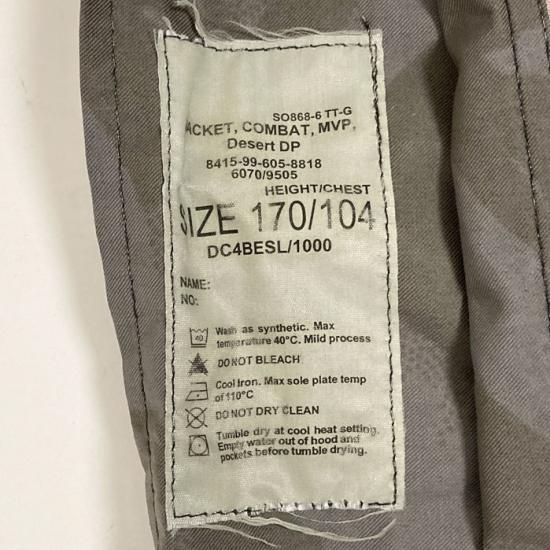 SO868-6 TT-G
ACKET, COMBAT, MVP,
Desert DP
8415-99-605-8818
6070/9505
HEIGHT/CHEST
SIZE 170/104
DC4BESL/1000
NAME:
NO:
40
Wash as synthetic. Max
temperature 40°C. Mild process
DO NOT BLEACH
Cool Iron. Max sole plate temp
of 110°C
DO NOT DRY CLEAN
Tumble dry at cool heat setting.
Empty water out of hood and
pockets before tumble drying.